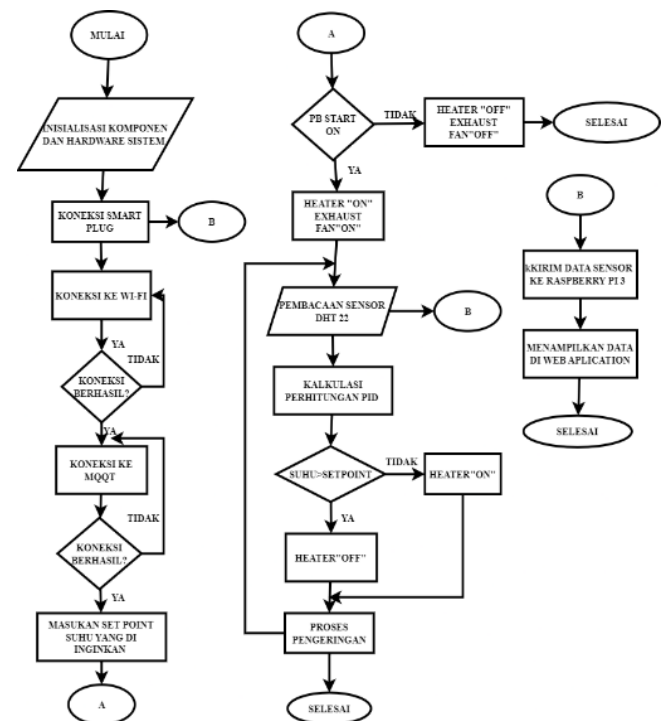 MULAI
INISIALISASI KOMPONEN
DAN HARDWARE SISTEM
KONEKSI SMART
PLUG
B
KONEKSI KE WI-FI
YA
TIDAK
KONEKSI
BERHASIL?
YA
KONEKSI KE
MQQT
TIDAK
KONEKSI
BERHASIL?
YA
MASUKAN SET POINT
SUHU YANG DI
INGINKAN
A
A
PB START
ON
TIDAK
HEATER "OFF"
EXHAUST
FAN"OFF"
SELESAI
YA
HEATER "ON"
EXHAUST
FAN"ON"
PEMBACAAN SENSOR
DHT 22
B
KALKULASI
PERHITUNGAN PID
SUHU>SETPOINT
TIDAK
HEATER"ON"
YA
HEATER"OFF"
PROSES
PENGERINGAN
SELESAI
B
kKIRIM DATA SENSOR
KE RASPBERRY PI 3
MENAMPILKAN DATA
DI WEB APLICATION
SELESAI